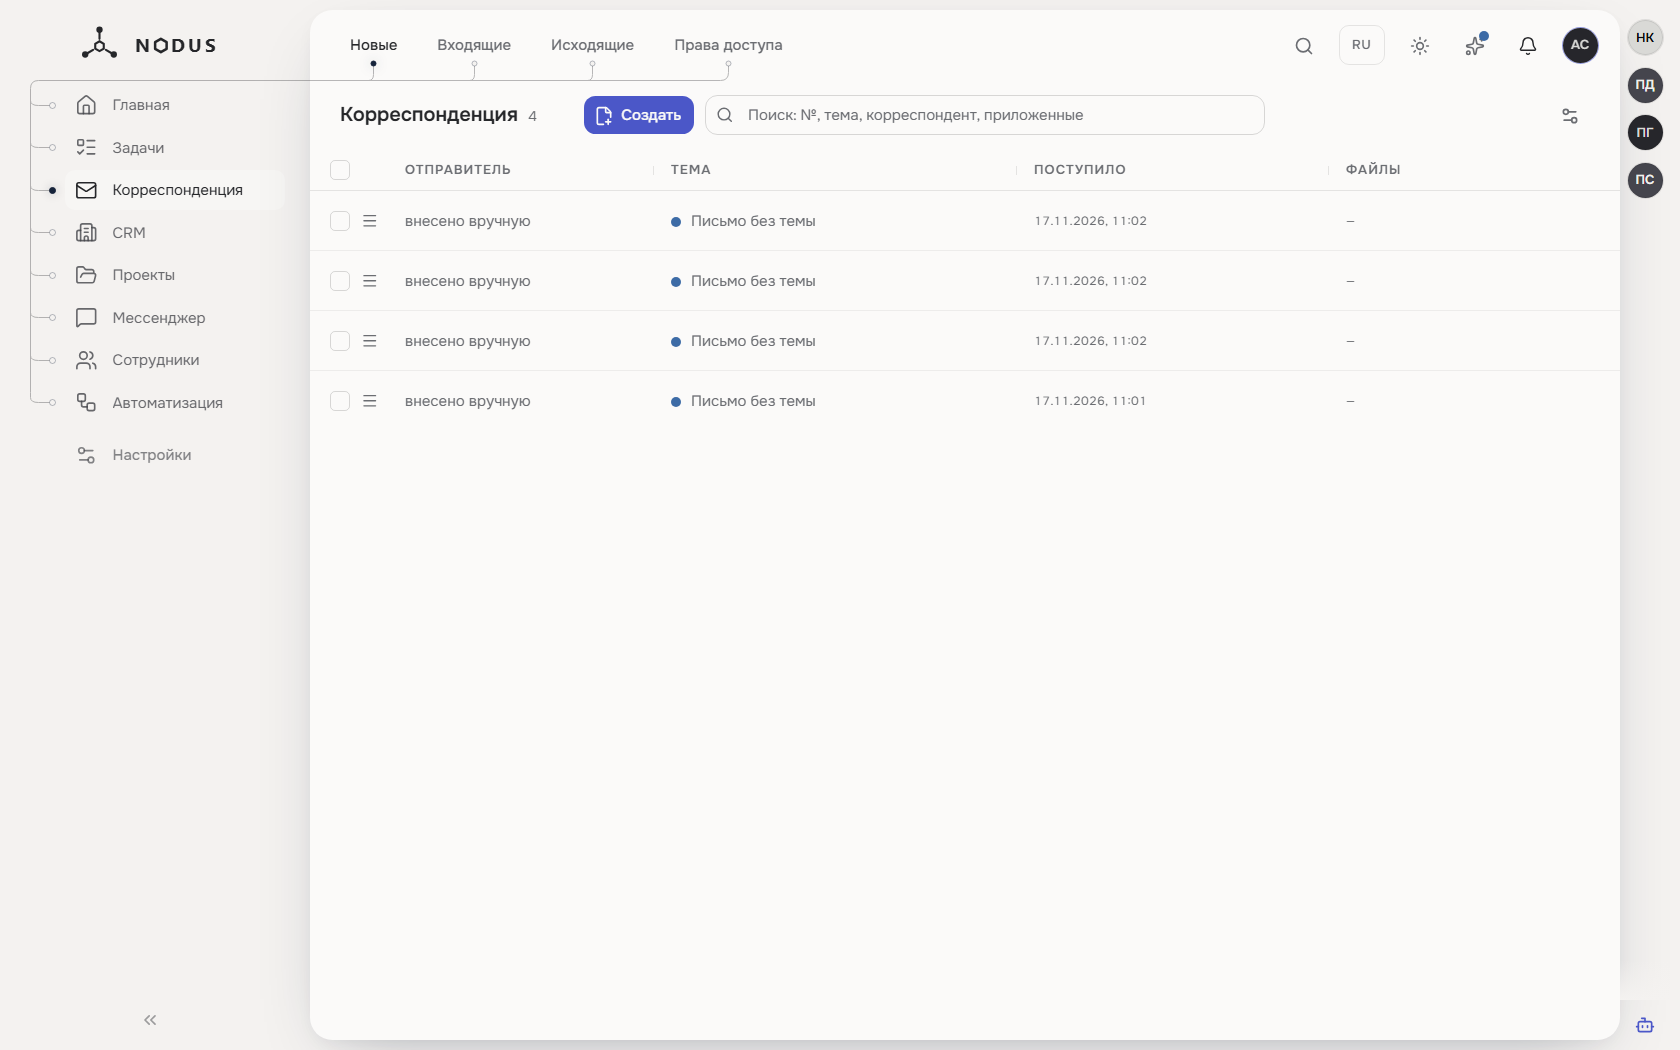 NODUS
Новые Входящие Исходящие Права доступа RU АС
НК
ПД
ПГ
ПС
Главная
Задачи
Корреспонденция
CRM
Проекты
Мессенджер
Сотрудники
Автоматизация
Настройки
Корреспонденция 4 Создать Поиск: №, тема, корреспондент, приложенные
ОТПРАВИТЕЛЬ ТЕМА ПОСТУПИЛО ФАЙЛЫ
внесено вручную Письмо без темы 17.11.2026, 11:02 –
внесено вручную Письмо без темы 17.11.2026, 11:02 –
внесено вручную Письмо без темы 17.11.2026, 11:02 –
внесено вручную Письмо без темы 17.11.2026, 11:01 –